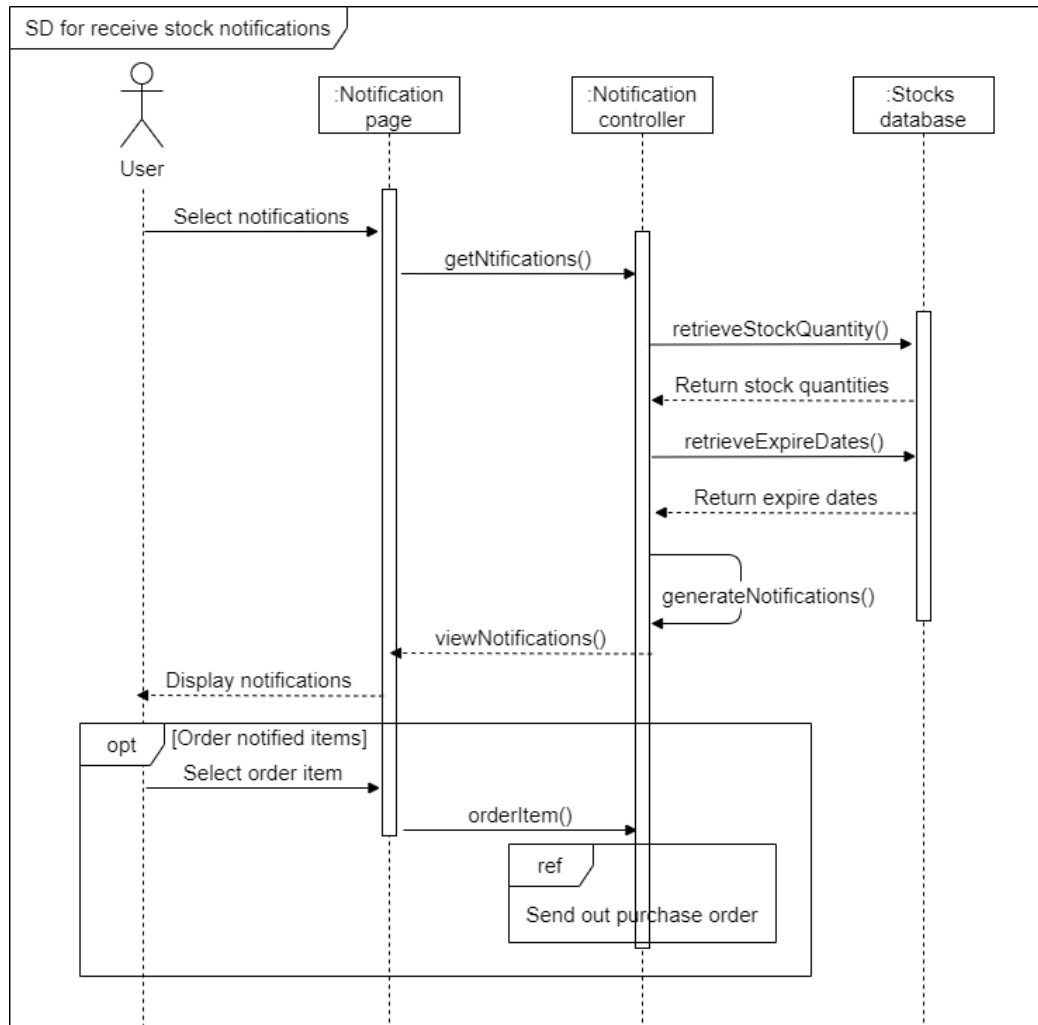 SD for receive stock notifications
:Notification
page
:Notification
controller
:Stocks
database
User
Select notifications
getNtifications()
retrieveStockQuantity()
Return stock quantities
retrieveExpireDates()
Return expire dates
generateNotifications()
viewNotifications()
Display notifications
opt
[Order notified items]
Select order item
orderItem()
ref
Send out purchase order